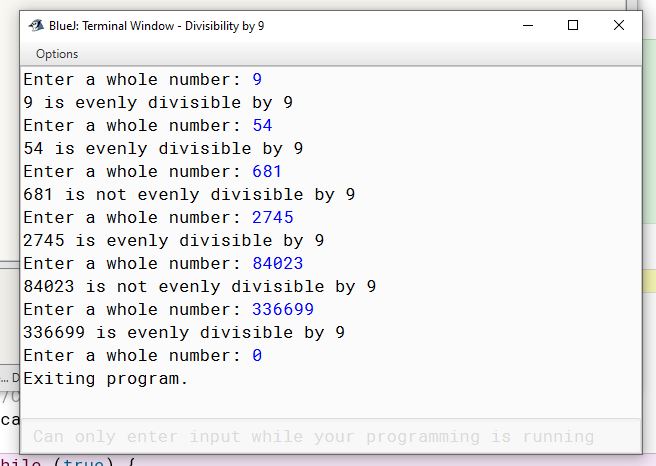 BlueJ: Terminal Window - Divisibility by 9
Options
Enter a whole number: 9
9 is evenly divisible by 9
Enter a whole number: 54
54 is evenly divisible by 9
Enter a whole number: 681
681 is not evenly divisible by 9
Enter a whole number: 2745
2745 is evenly divisible by 9
Enter a whole number: 84023
84023 is not evenly divisible by 9
Enter a whole number: 336699
336699 is evenly divisible by 9
Enter a whole number: 0
Exiting program.
Can only enter input while your programming is running
(true) {